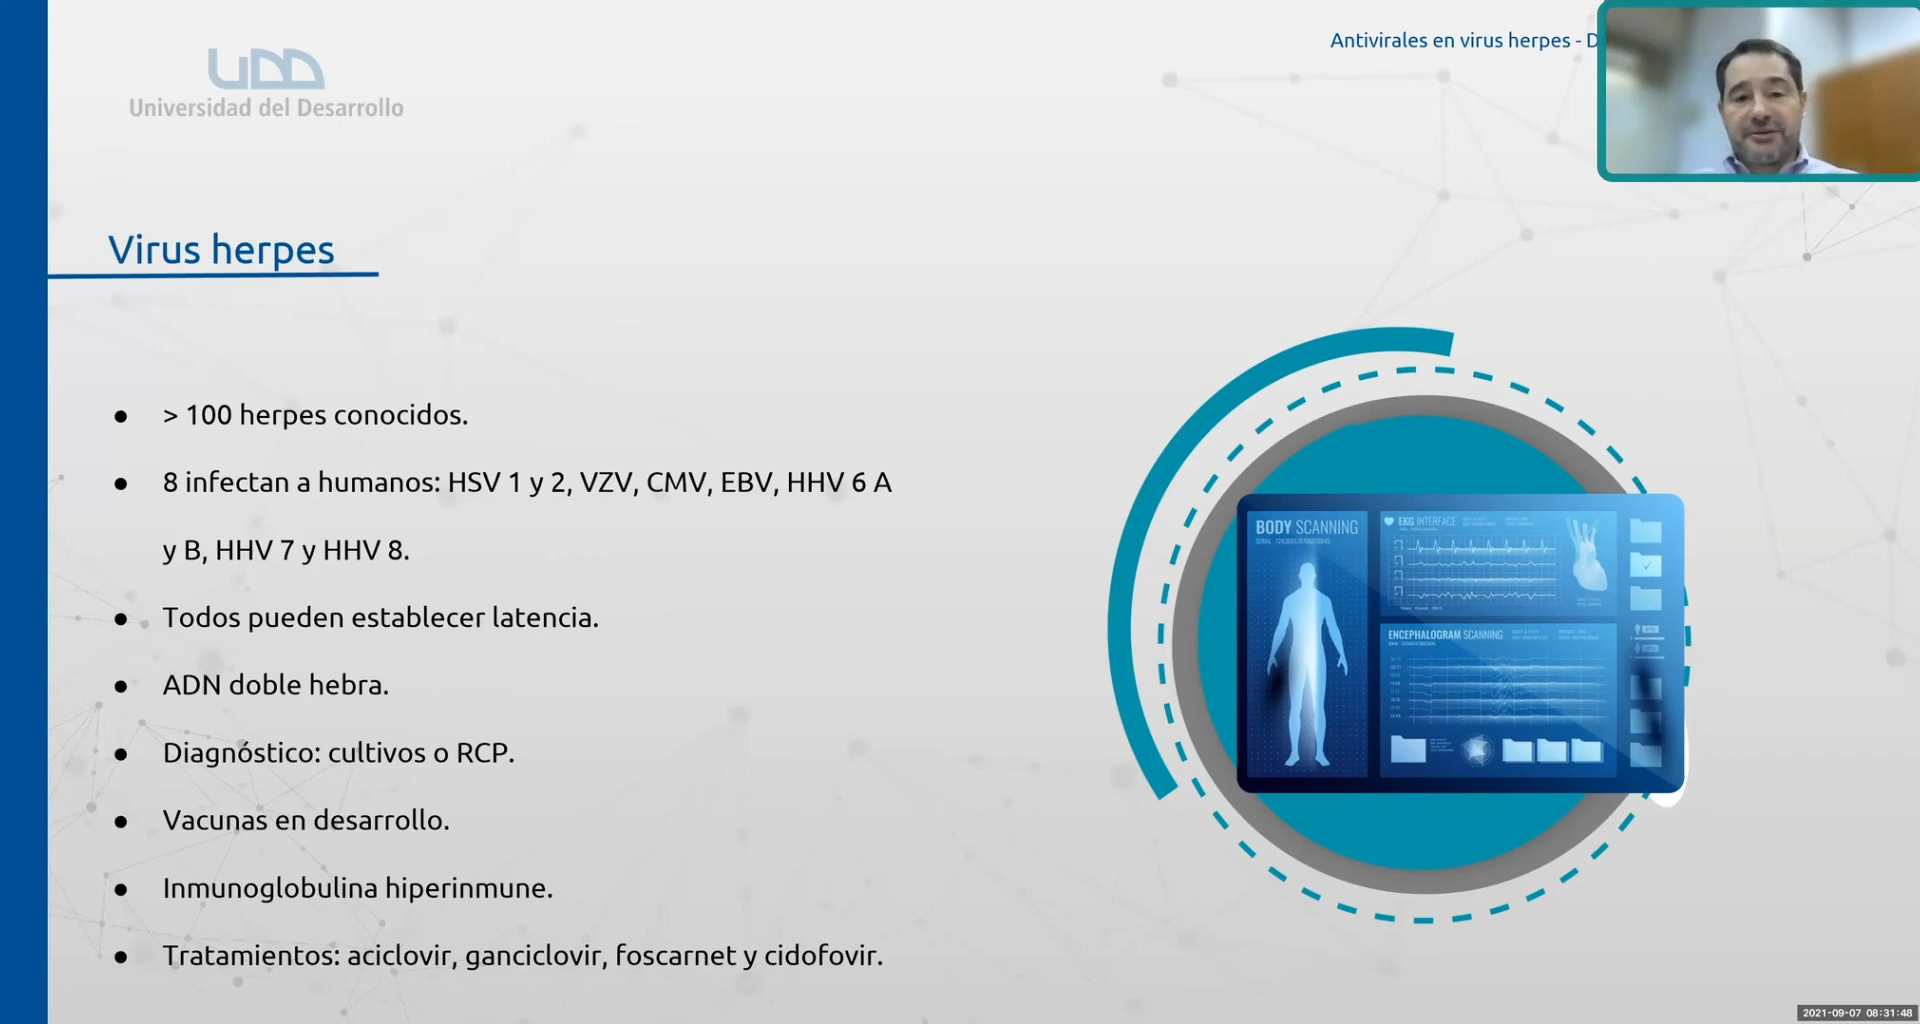 Antivirales en virus herpes - D
UDD
Universidad del Desarrollo
Virus herpes
● > 100 herpes conocidos.
● 8 infectan a humanos: HSV 1 y 2, VZV, CMV, EBV, HHV 6 A
y B, HHV 7 y HHV 8.
● Todos pueden establecer latencia.
● ADN doble hebra.
● Diagnóstico: cultivos o RCP.
● Vacunas en desarrollo.
● Inmunoglobulina hiperinmune.
● Tratamientos: aciclovir, ganciclovir, foscarnet y cidofovir.
BODY SCANNING
EKG INTERFACE
ENCEPHALOGRAM SCANNING
2021-09-07 08:31:48